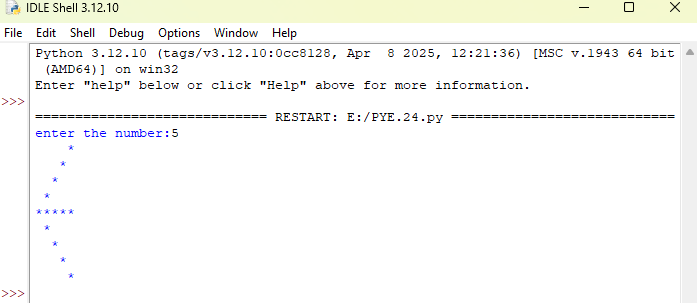 IDLE Shell 3.12.10
File Edit Shell Debug Options Window Help
Python 3.12.10 (tags/v3.12.10:0cc8128, Apr  8 2025, 12:21:36) [MSC v.1943 64 bit
 (AMD64)] on win32
Enter "help" below or click "Help" above for more information.
>>>
============================ RESTART: E:/PYE.24.py ===========================
enter the number:5
    *
   *
  *
 *
*****
 *
  *
   *
    *
>>>